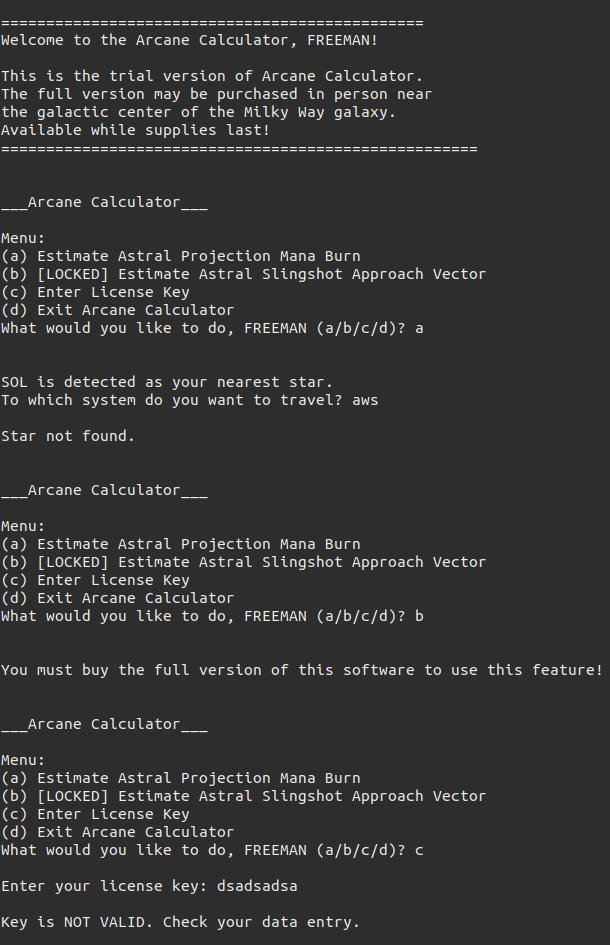 ===============================================
Welcome to the Arcane Calculator, FREEMAN!
This is the trial version of Arcane Calculator.
The full version may be purchased in person near
the galactic center of the Milky Way galaxy.
Available while supplies last!
=====================================================
___Arcane Calculator___
Menu:
(a) Estimate Astral Projection Mana Burn
(b) [LOCKED] Estimate Astral Slingshot Approach Vector
(c) Enter License Key
(d) Exit Arcane Calculator
What would you like to do, FREEMAN (a/b/c/d)? a
SOL is detected as your nearest star.
To which system do you want to travel? aws
Star not found.
___Arcane Calculator___
Menu:
(a) Estimate Astral Projection Mana Burn
(b) [LOCKED] Estimate Astral Slingshot Approach Vector
(c) Enter License Key
(d) Exit Arcane Calculator
What would you like to do, FREEMAN (a/b/c/d)? b
You must buy the full version of this software to use this feature!
___Arcane Calculator___
Menu:
(a) Estimate Astral Projection Mana Burn
(b) [LOCKED] Estimate Astral Slingshot Approach Vector
(c) Enter License Key
(d) Exit Arcane Calculator
What would you like to do, FREEMAN (a/b/c/d)? c
Enter your license key: dsadsadsa
Key is NOT VALID. Check your data entry.